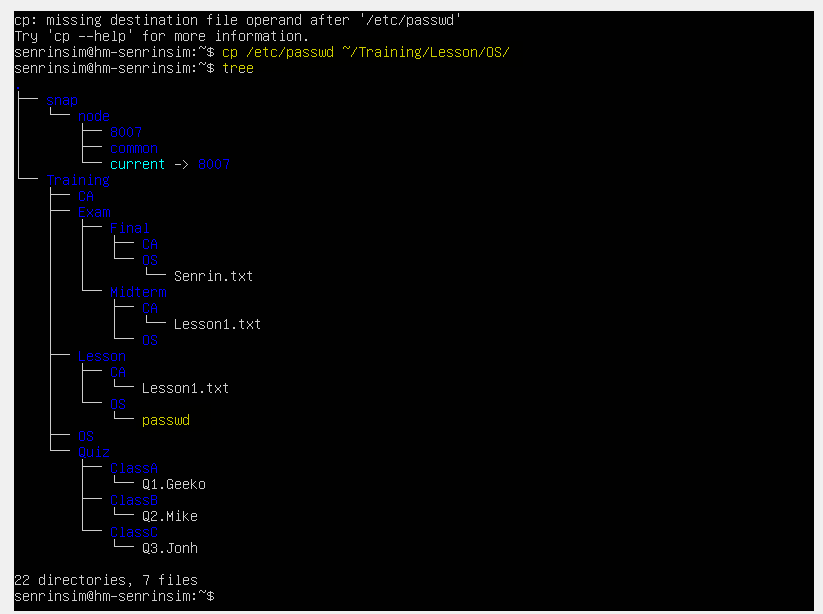 cp: missing destination file operand after '/etc/passwd'
Try 'cp --help' for more information.
senrinsim@hm-senrinsim:~$ cp /etc/passwd ~/Training/Lesson/OS/
senrinsim@hm-senrinsim:~$ tree
.
├── snap
│   └── node
│       ├── 8007
│       ├── common
│       └── current -> 8007
└── Training
    ├── CA
    ├── Exam
    │   ├── Final
    │   │   ├── CA
    │   │   └── OS
    │   │       └── Senrin.txt
    │   └── Midterm
    │       ├── CA
    │       │   └── Lesson1.txt
    │       └── OS
    ├── Lesson
    │   ├── CA
    │   │   └── Lesson1.txt
    │   └── OS
    │       └── passwd
    ├── OS
    └── Quiz
        ├── ClassA
        │   └── Q1.Geeko
        ├── ClassB
        │   └── Q2.Mike
        └── ClassC
            └── Q3.Jonh
22 directories, 7 files
senrinsim@hm-senrinsim:~$